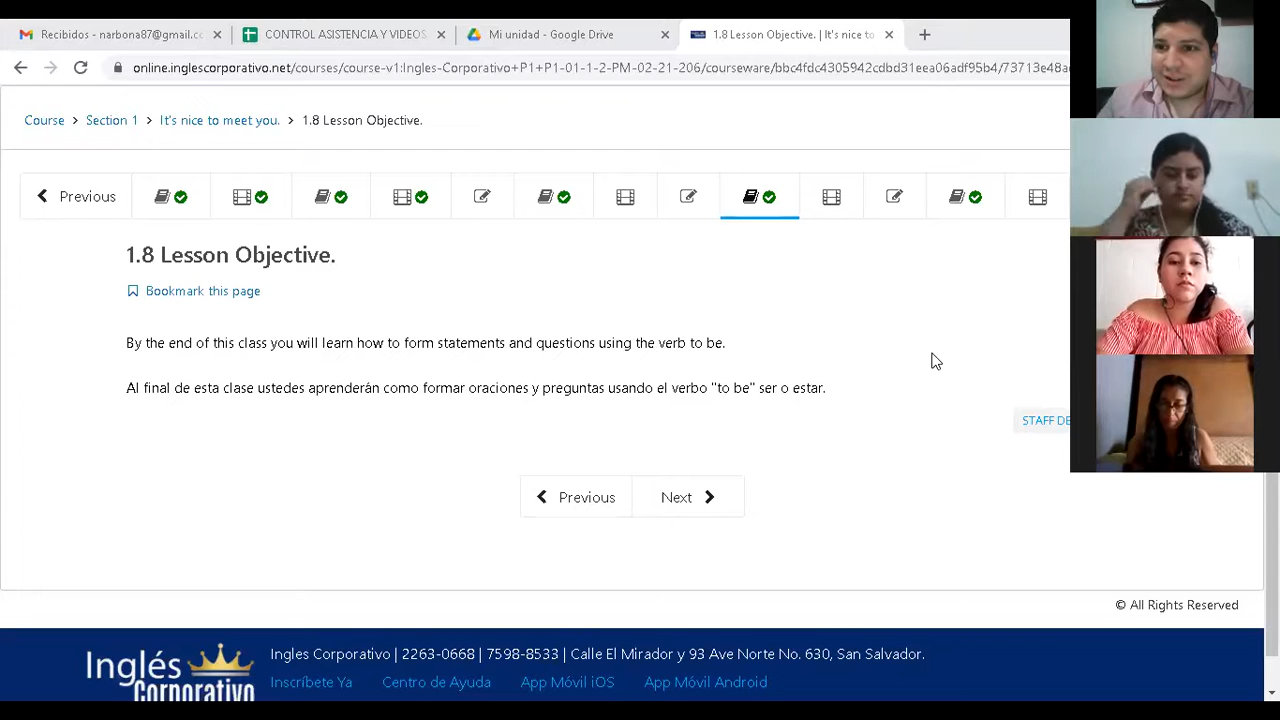 Recibidos - narbona87@gmail.cc
CONTROL ASISTENCIA Y VIDEOS
Mi unidad - Google Drive
1.8 Lesson Objective. | It's nice to
online.inglescorporativo.net/courses/course-v1:Ingles-Corporativo+P1+P1-01-1-2-PM-02-21-206/courseware/bbc4fdc4305942cdbd31eea06adf95b4/73713e48a
Course > Section 1 > It's nice to meet you. > 1.8 Lesson Objective.
Previous
1.8 Lesson Objective.
Bookmark this page
By the end of this class you will learn how to form statements and questions using the verb to be.
Al final de esta clase ustedes aprenderán como formar oraciones y preguntas usando el verbo "to be" ser o estar.
STAFF DE
Previous
Next
© All Rights Reserved
Inglés Corporativo
Ingles Corporativo | 2263-0668 | 7598-8533 | Calle El Mirador y 93 Ave Norte No. 630, San Salvador.
Inscríbete Ya
Centro de Ayuda
App Móvil iOS
App Móvil Android